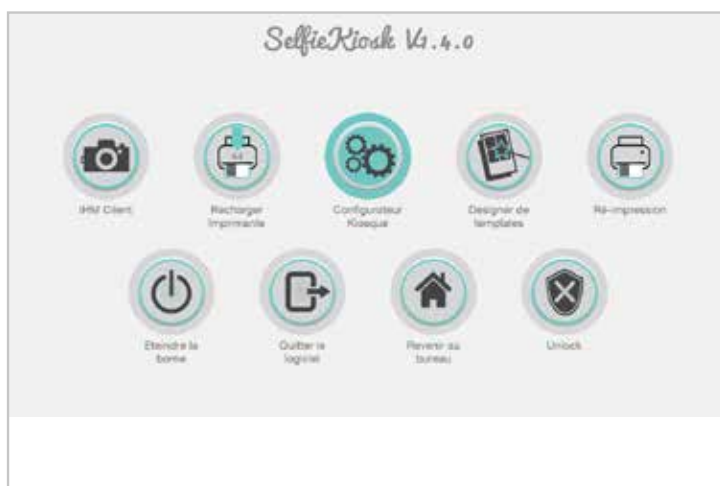 SelfieKiosk V1.4.0
IHM Client
Recharger
Imprimante
Configurateur
Kiosque
Designer de
templates
Ré-impression
Eteindre la
borne
Quitter le
logiciel
Revenir au
bureau
Unlock